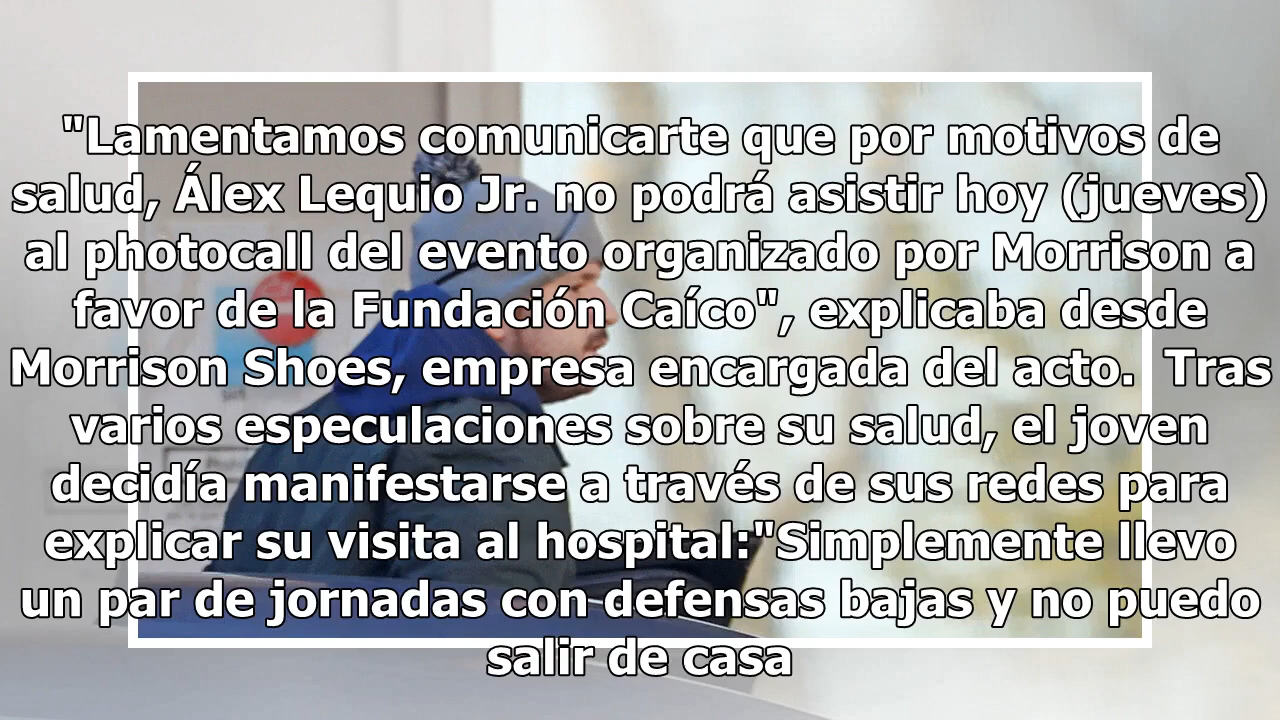 "Lamentamos comunicarte que por motivos de
salud, Álex Lequio Jr. no podrá asistir hoy (jueves)
al photocall del evento organizado por Morrison a
favor de la Fundación Caíco", explicaba desde
Morrison Shoes, empresa encargada del acto.  Tras
varios especulaciones sobre su salud, el joven
decidía manifestarse a través de sus redes para
explicar su visita al hospital:"Simplemente llevo
un par de jornadas con defensas bajas y no puedo
salir de casa